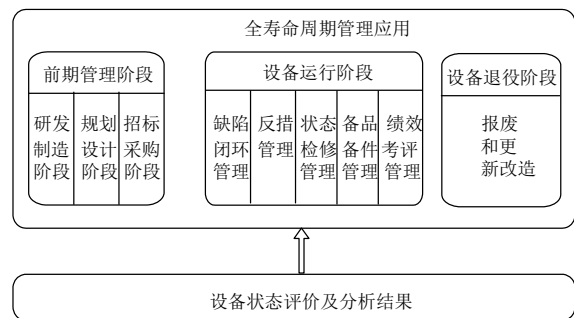 全寿命周期管理应用
前期管理阶段
研发
制造
阶段
规划
设计
阶段
招标
采购
阶段
设备运行阶段
缺陷
闭环
管理
反措
管理
状态
检修
管理
备品
备件
管理
绩效
考评
管理
设备退役阶段
报废
和更
新改造
设备状态评价及分析结果